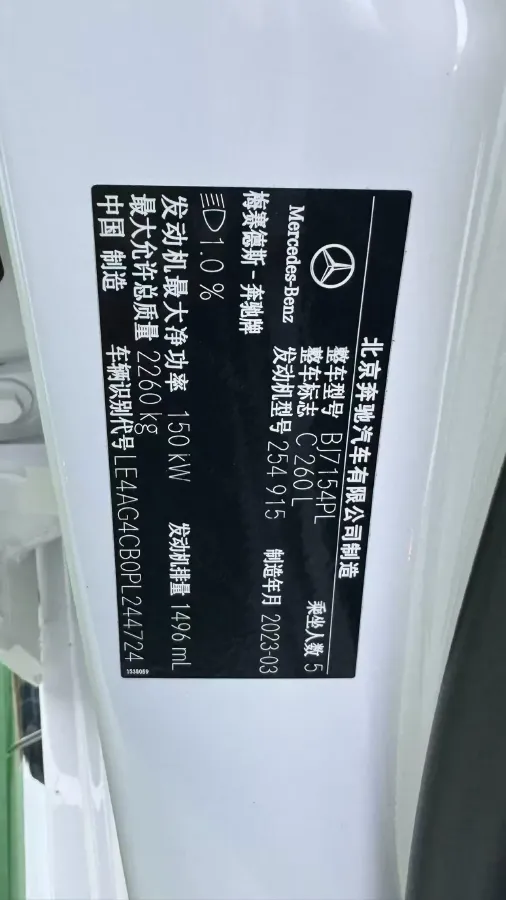 北京奔驰汽车有限公司制造
Mercedes-Benz
梅赛德斯-奔驰牌
整车型号 BJ7154PL
乘坐人数 5
整车标志 C 260 L
发动机型号 254 915
制造年月 2023-03
1.0 %
发动机最大净功率 150 kW
发动机排量 1496 mL
最大允许总质量 2260 kg
中国 制造
车辆识别代号 LE4AG4CB0PL244724
1538089